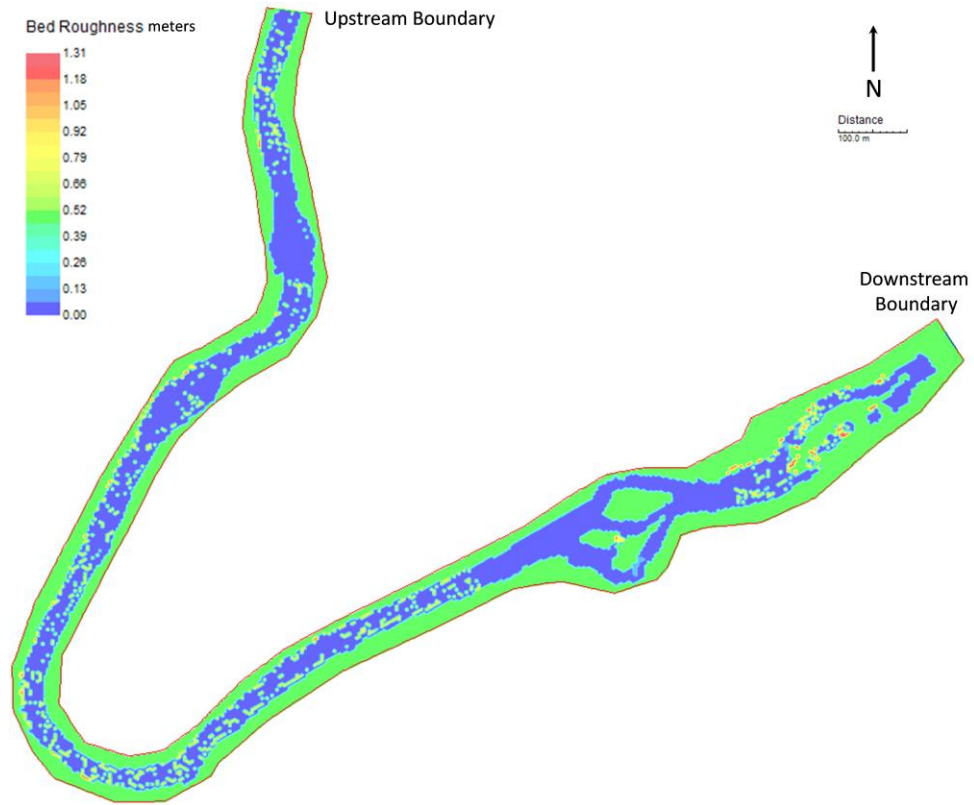 Upstream Boundary
Bed Roughness meters
1.31
1.18
1.05
0.92
0.79
0.66
0.52
0.39
0.26
0.13
0.00
N
Distance
100.0 m
Downstream
Boundary